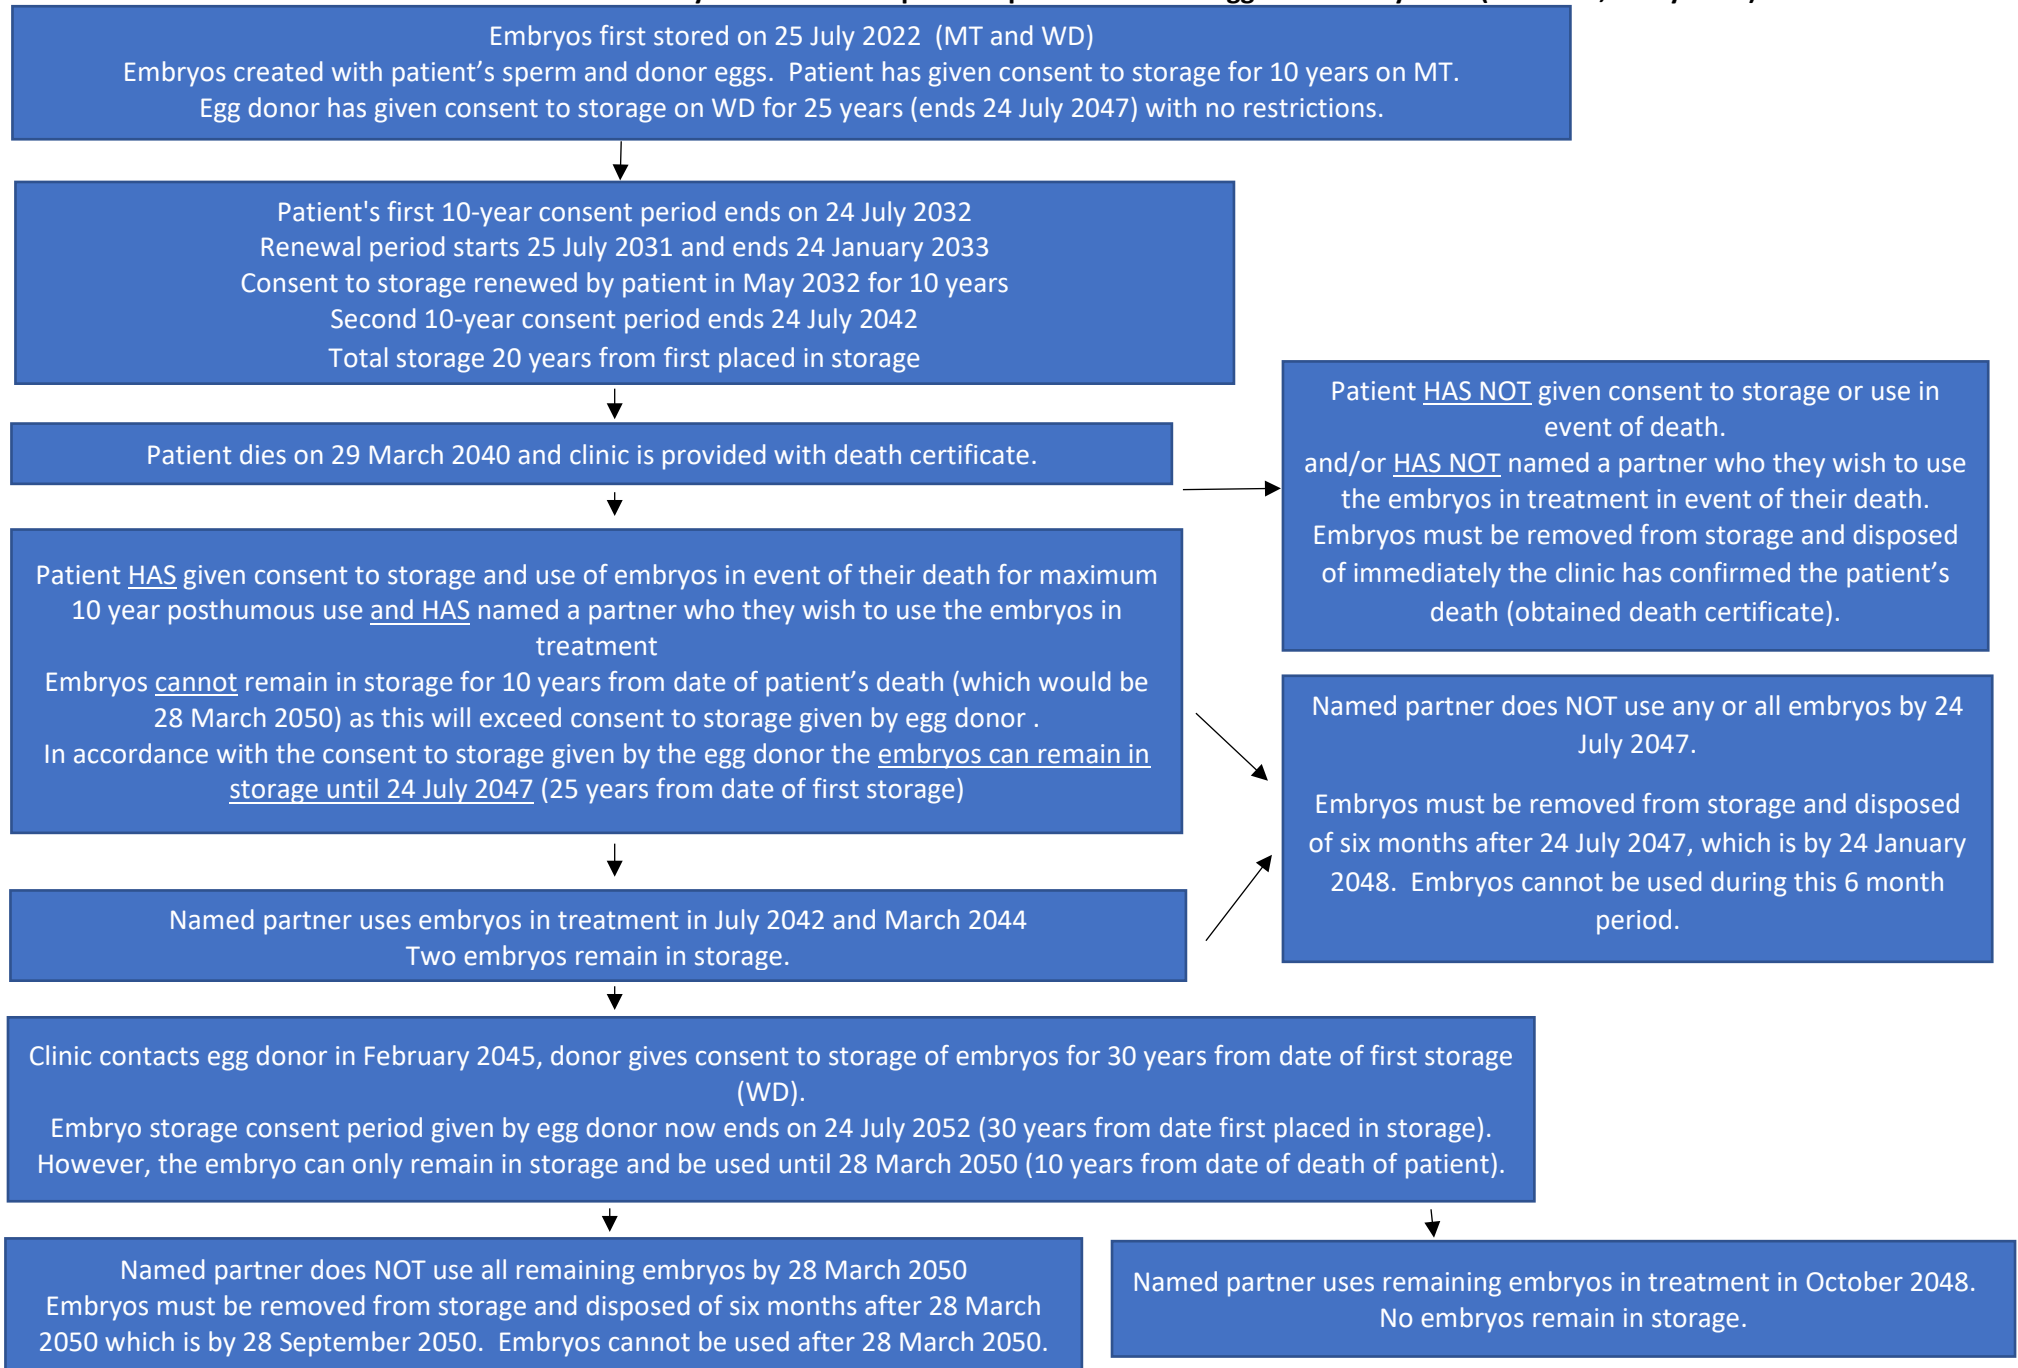 Embryos first stored on 25 July 2022 (MT and WD)
Embryos created with patient's sperm and donor eggs. Patient has given consent to storage for 10 years on MT.
Egg donor has given consent to storage on WD for 25 years (ends 24 July 2047) with no restrictions.
Patient's first 10-year consent period ends on 24 July 2032
Renewal period starts 25 July 2031 and ends 24 January 2033
Consent to storage renewed by patient in May 2032 for 10 years
Second 10-year consent period ends 24 July 2042
Total storage 20 years from first placed in storage
Patient dies on 29 March 2040 and clinic is provided with death certificate.
Patient HAS NOT given consent to storage or use in
event of death.
and/or HAS NOT named a partner who they wish to use
the embryos in treatment in event of their death.
Embryos must be removed from storage and disposed
of immediately the clinic has confirmed the patient's
death (obtained death certificate).
Patient HAS given consent to storage and use of embryos in event of their death for maximum
10 year posthumous use and HAS named a partner who they wish to use the embryos in
treatment
Embryos cannot remain in storage for 10 years from date of patient's death (which would be
28 March 2050) as this will exceed consent to storage given by egg donor .
In accordance with the consent to storage given by the egg donor the embryos can remain in
storage until 24 July 2047 (25 years from date of first storage)
Named partner does NOT use any or all embryos by 24
July 2047.
Embryos must be removed from storage and disposed
of six months after 24 July 2047, which is by 24 January
2048. Embryos cannot be used during this 6 month
period.
Named partner uses embryos in treatment in July 2042 and March 2044
Two embryos remain in storage.
Clinic contacts egg donor in February 2045, donor gives consent to storage of embryos for 30 years from date of first storage
(WD).
Embryo storage consent period given by egg donor now ends on 24 July 2052 (30 years from date first placed in storage).
However, the embryo can only remain in storage and be used until 28 March 2050 (10 years from date of death of patient).
Named partner does NOT use all remaining embryos by 28 March 2050
Embryos must be removed from storage and disposed of six months after 28 March
2050 which is by 28 September 2050. Embryos cannot be used after 28 March 2050.
Named partner uses remaining embryos in treatment in October 2048.
No embryos remain in storage.